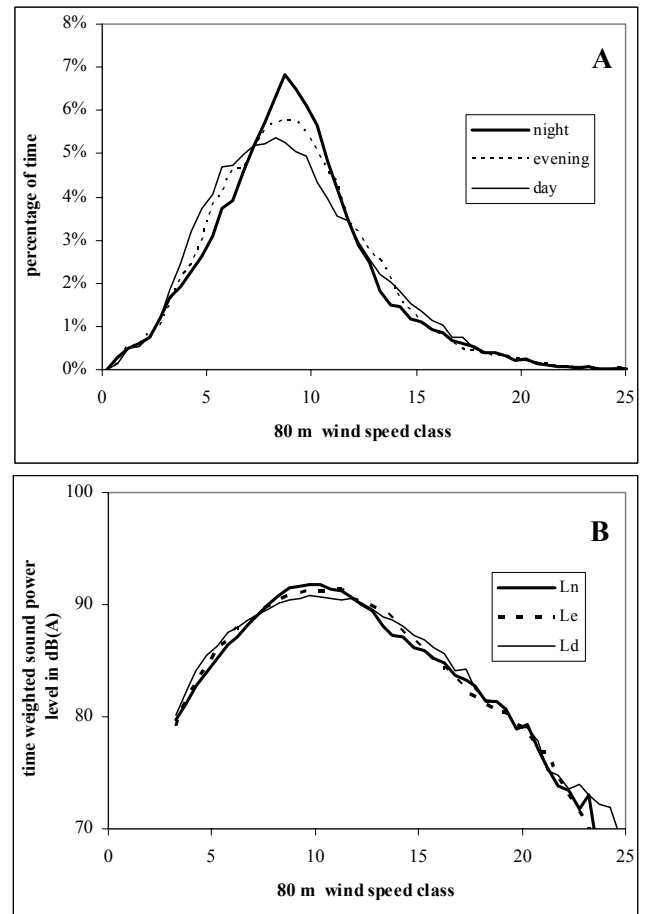 A
8%
7%
6%
5%
4%
3%
2%
1%
0%
percentage of time
night
evening
day
0 5 10 15 20 25
80 m wind speed class
B
100
90
80
70
time weighted sound power
level in dB(A)
Ln
Le
Ld
0 5 10 15 20 25
80 m wind speed class